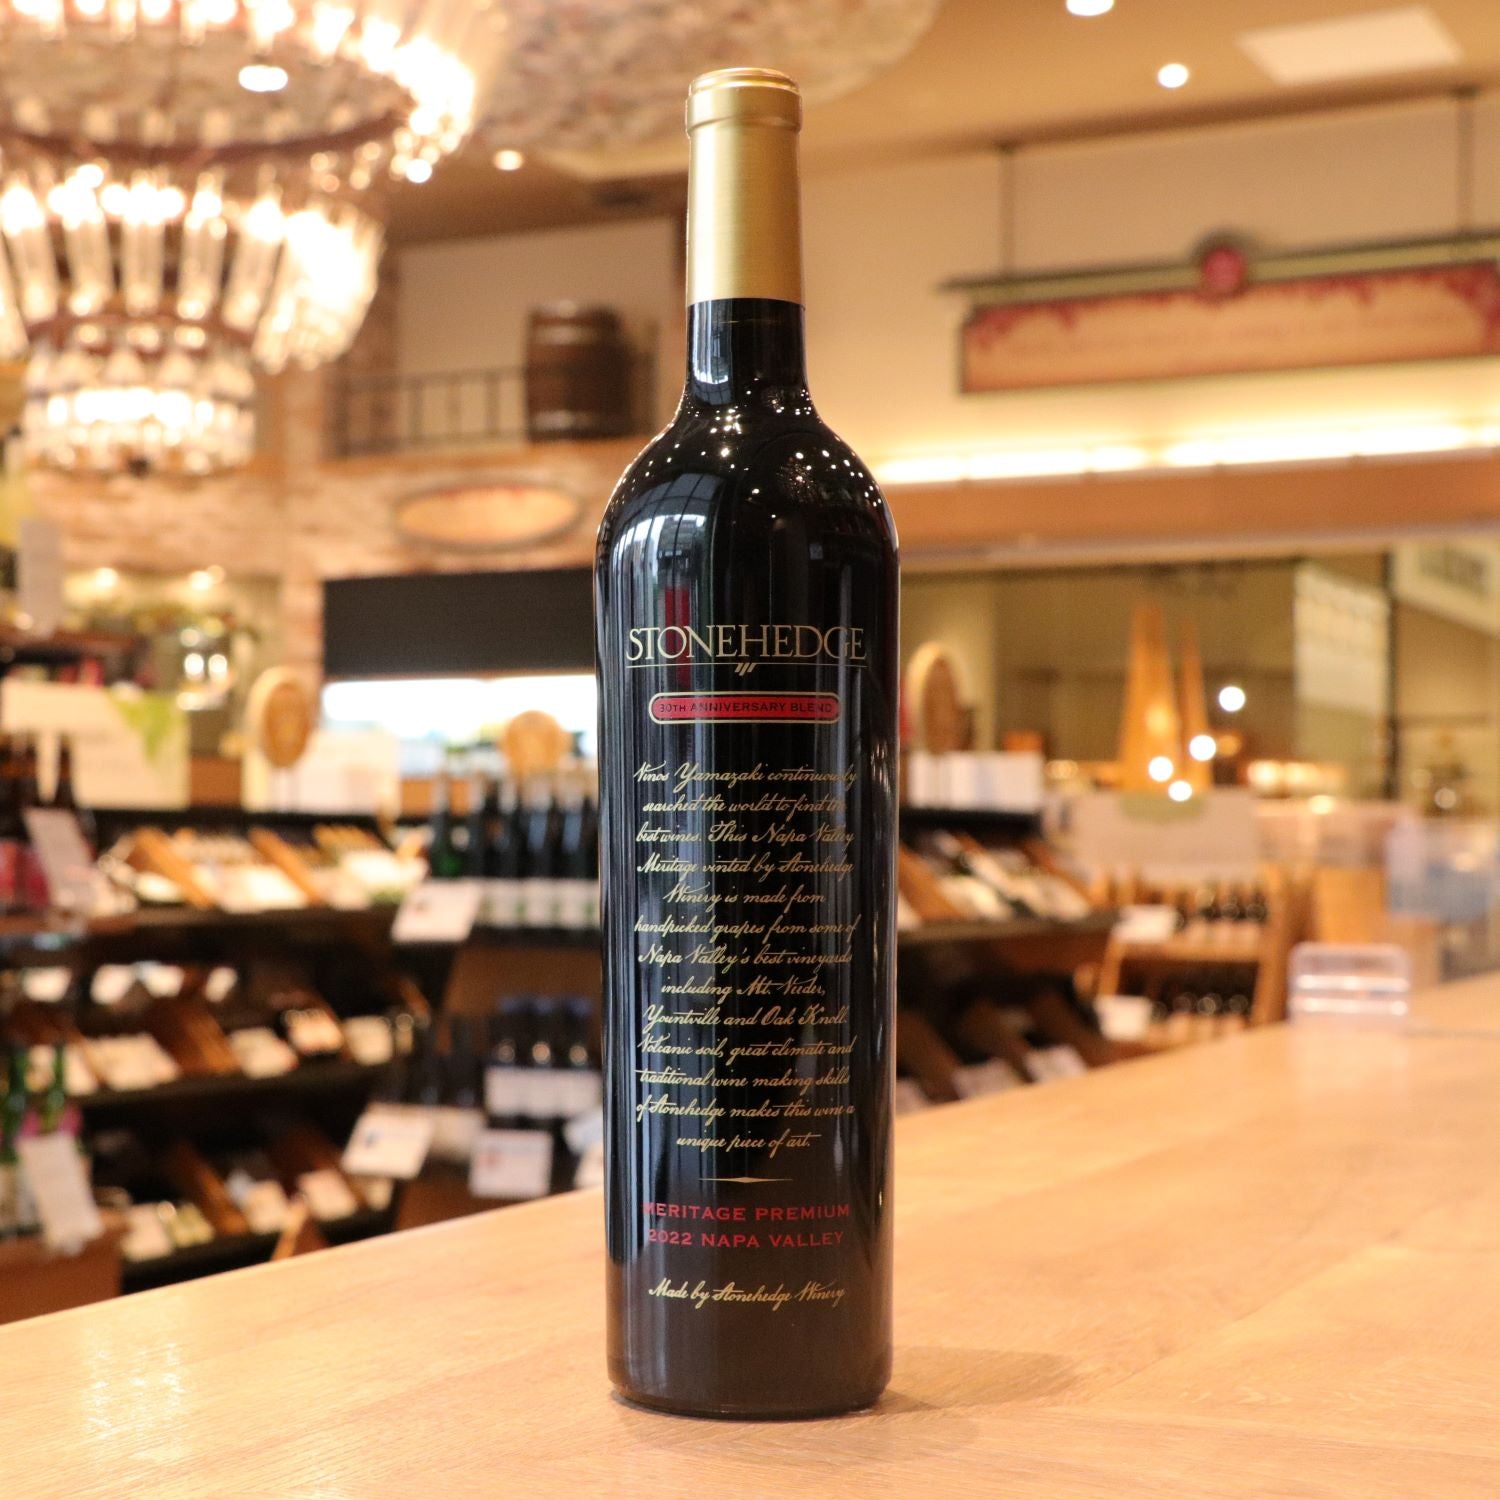 STONEHEDGE
30TH ANNIVERSARY BLEND
Vinos Yamazaki continuously
searched the world to find the
best wines. This Napa Valley
Meritage vinted by Stonehedge
Winery is made from
handpicked grapes from some of
Napa Valley's best vineyards
including Mt. Veeder,
Yountville and Oak Knoll.
Volcanic soil, great climate and
traditional wine making skills
of Stonehedge makes this wine a
unique piece of art.
MERITAGE PREMIUM
2022 NAPA VALLEY
Made by Stonehedge Winery